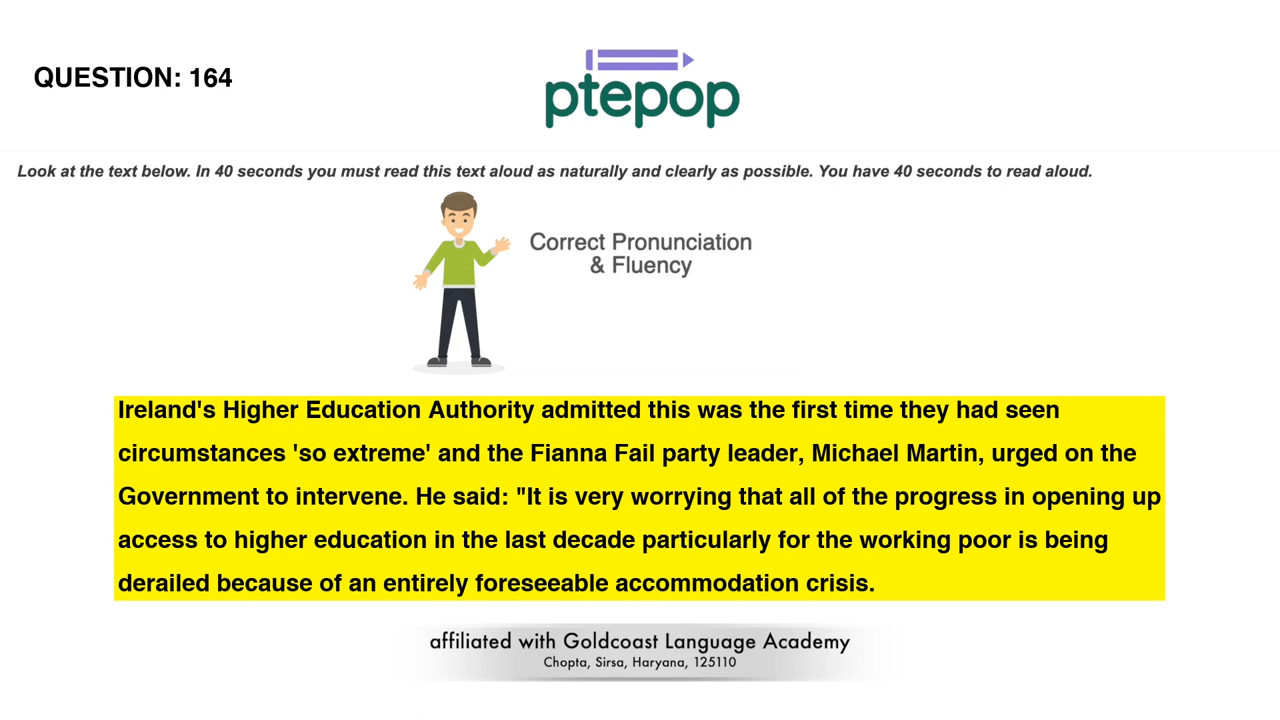 QUESTION: 164
ptepop
Look at the text below. In 40 seconds you must read this text aloud as naturally and clearly as possible. You have 40 seconds to read aloud.
Correct Pronunciation
& Fluency
Ireland's Higher Education Authority admitted this was the first time they had seen
circumstances 'so extreme' and the Fianna Fail party leader, Michael Martin, urged on the
Government to intervene. He said: "It is very worrying that all of the progress in opening up
access to higher education in the last decade particularly for the working poor is being
derailed because of an entirely foreseeable accommodation crisis.
affiliated with Goldcoast Language Academy
Chopta, Sirsa, Haryana, 125110